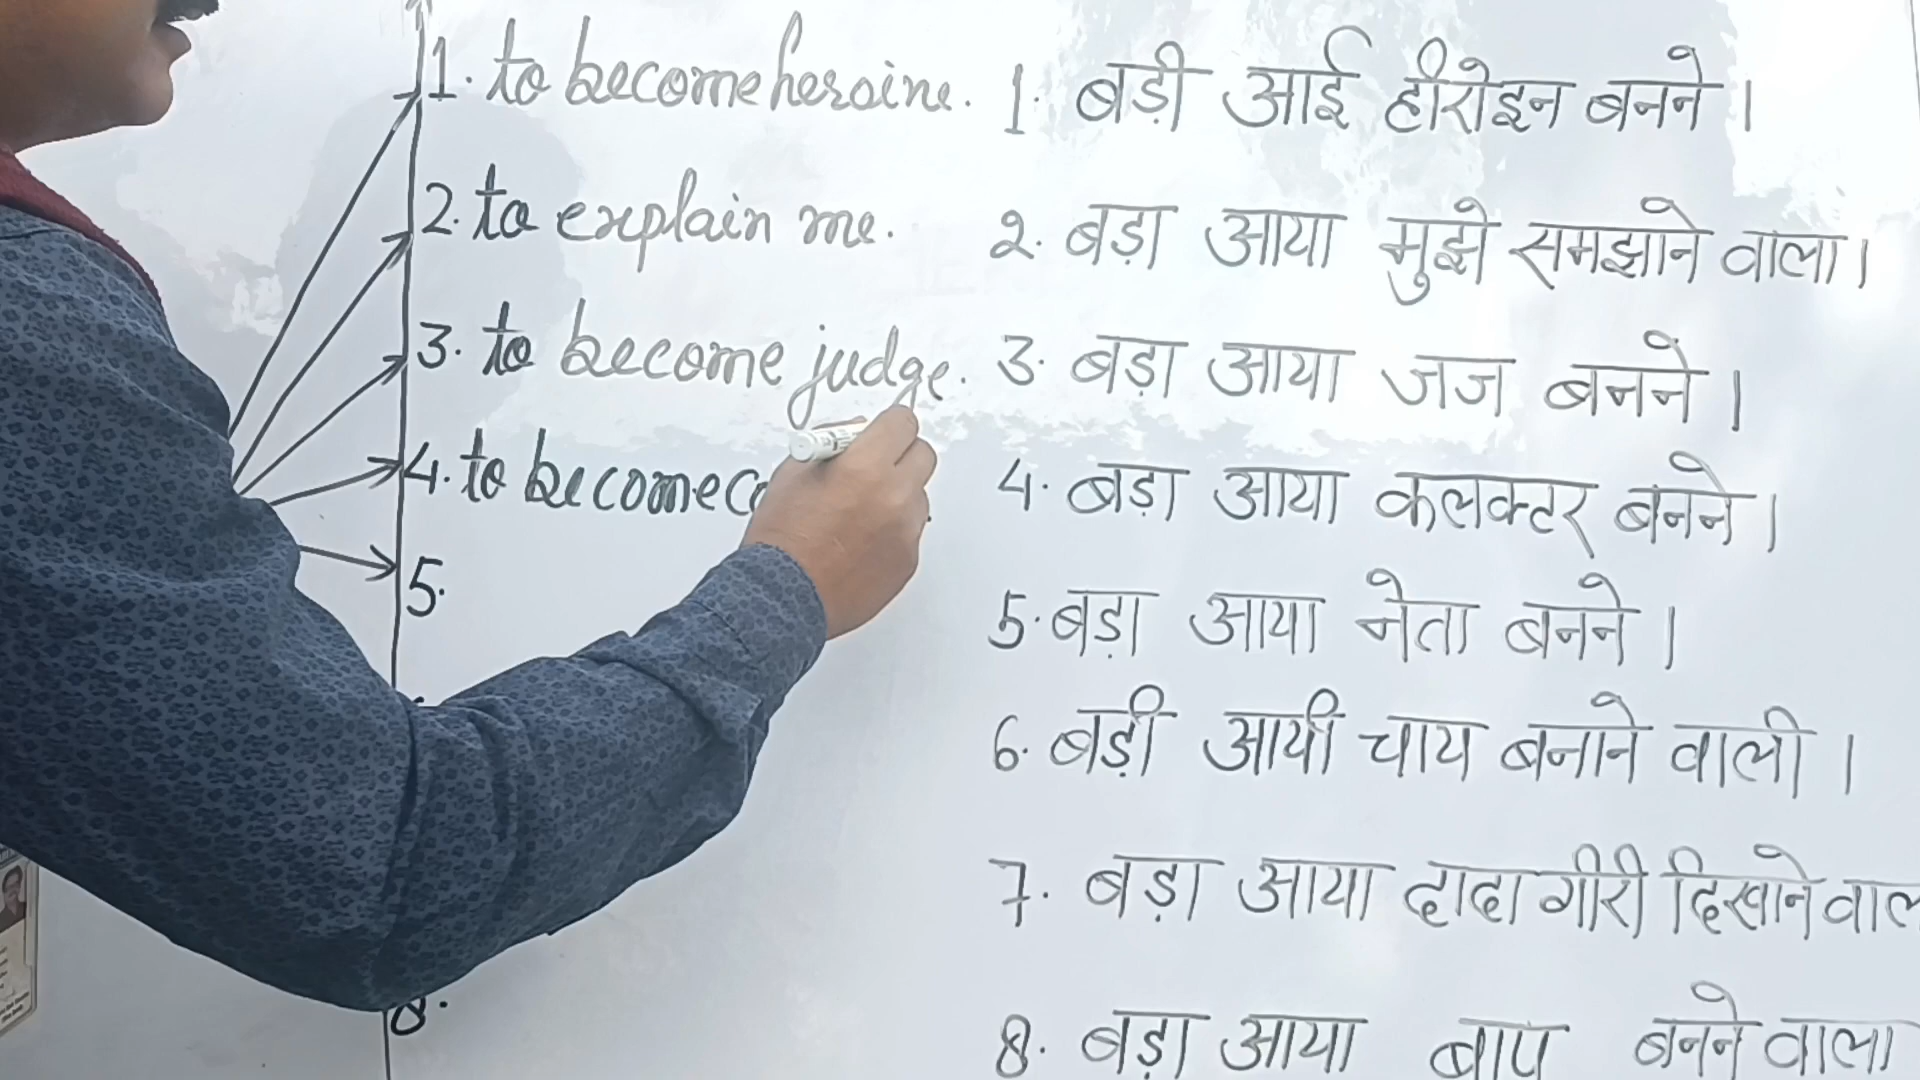 1. to become heroine. 1. बड़ी आई हीरोइन बनने।
2. to explain me. 2. बड़ा आया मुझे समझाने वाला।
3. to become judge. 3. बड़ा आया जज बनने।
4. to become 4. बड़ा आया कलक्टर बनने।
5. 5. बड़ा आया नेता बनने।
6. बड़ी आयी चाय बनाने वाली।
7. बड़ा आया दादागीरी दिखाने
8. 8. बड़ा आया बाप बनने वाला